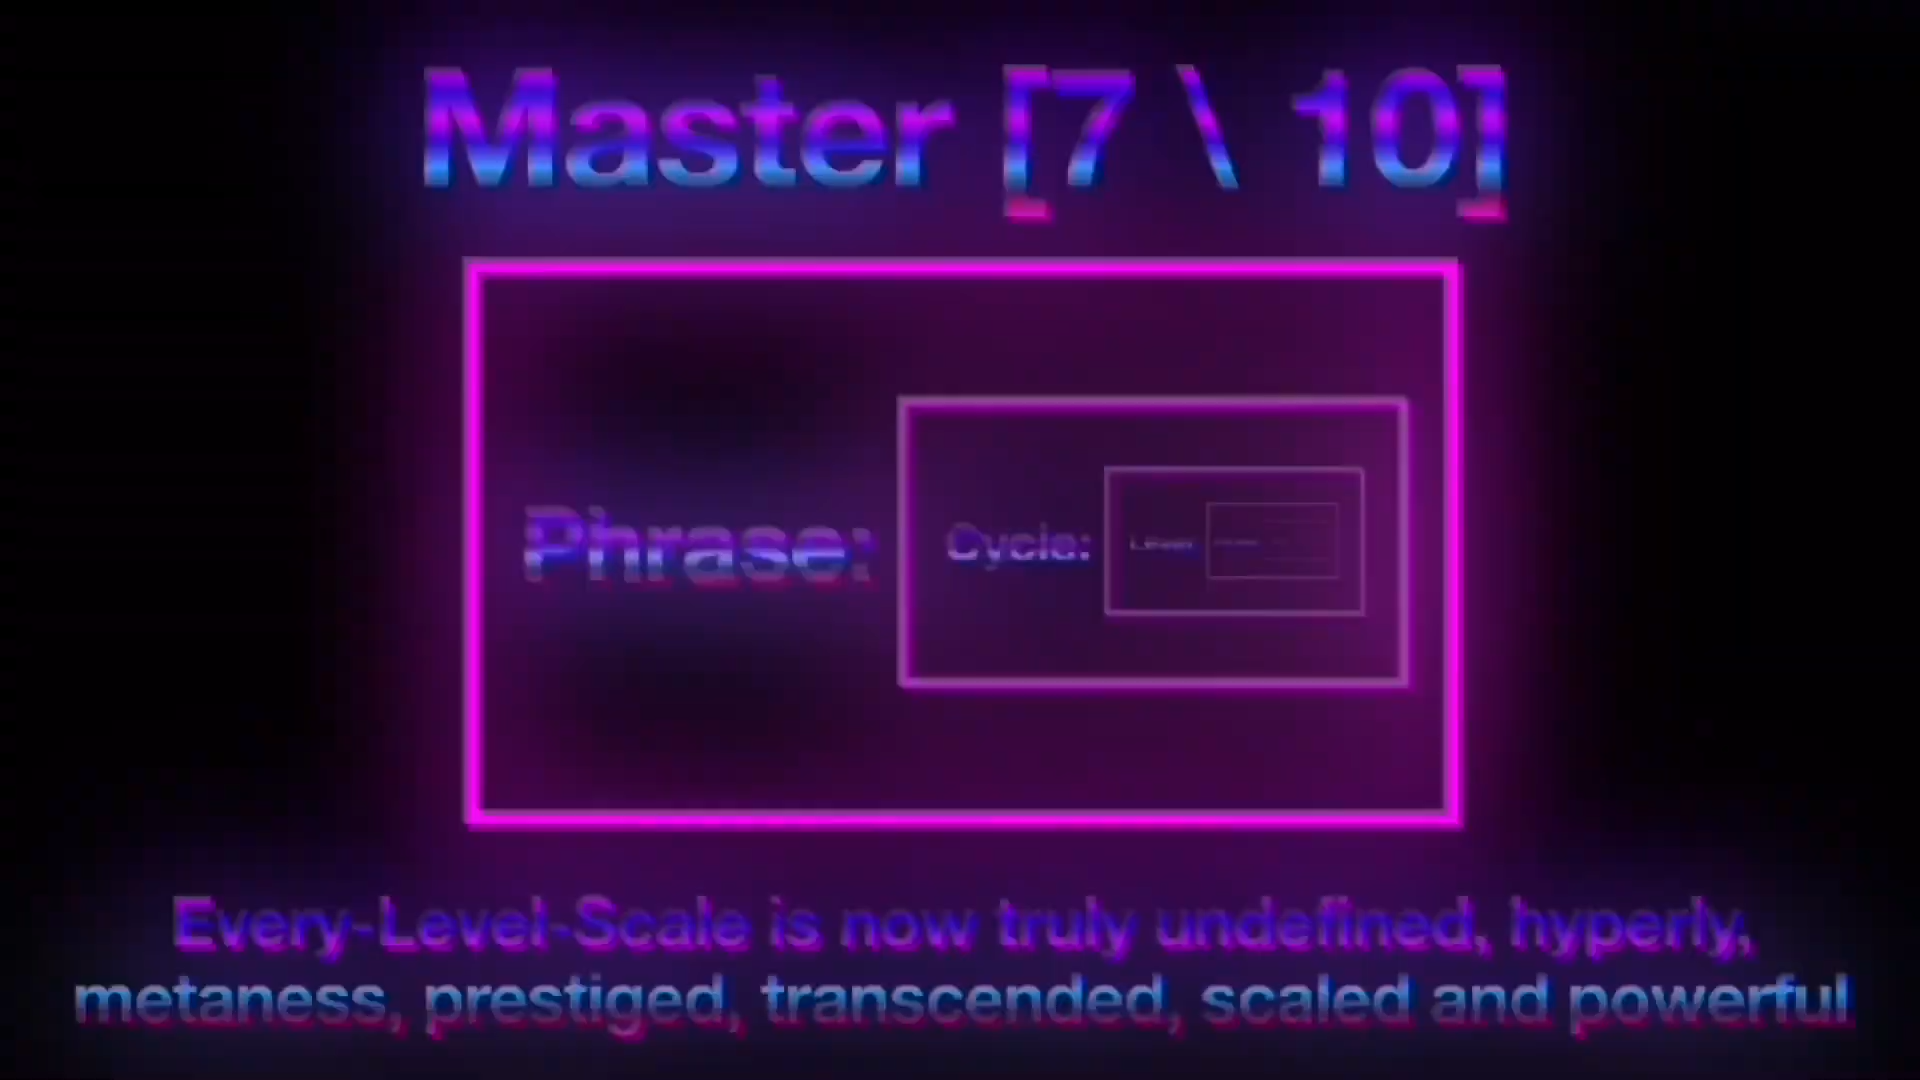 Master [7 \ 10]
Phrase:
Cycle:
Level
Every-Level-Scale is now truly undefined, hyperly,
metaness, prestiged, transcended, scaled and powerful